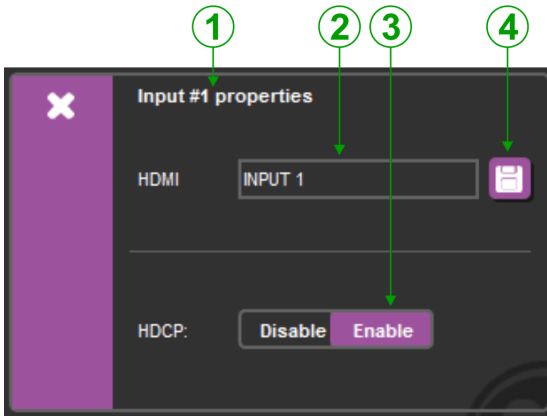 1 2 3 4
Input #1 properties
HDMI INPUT 1
HDCP: Disable Enable